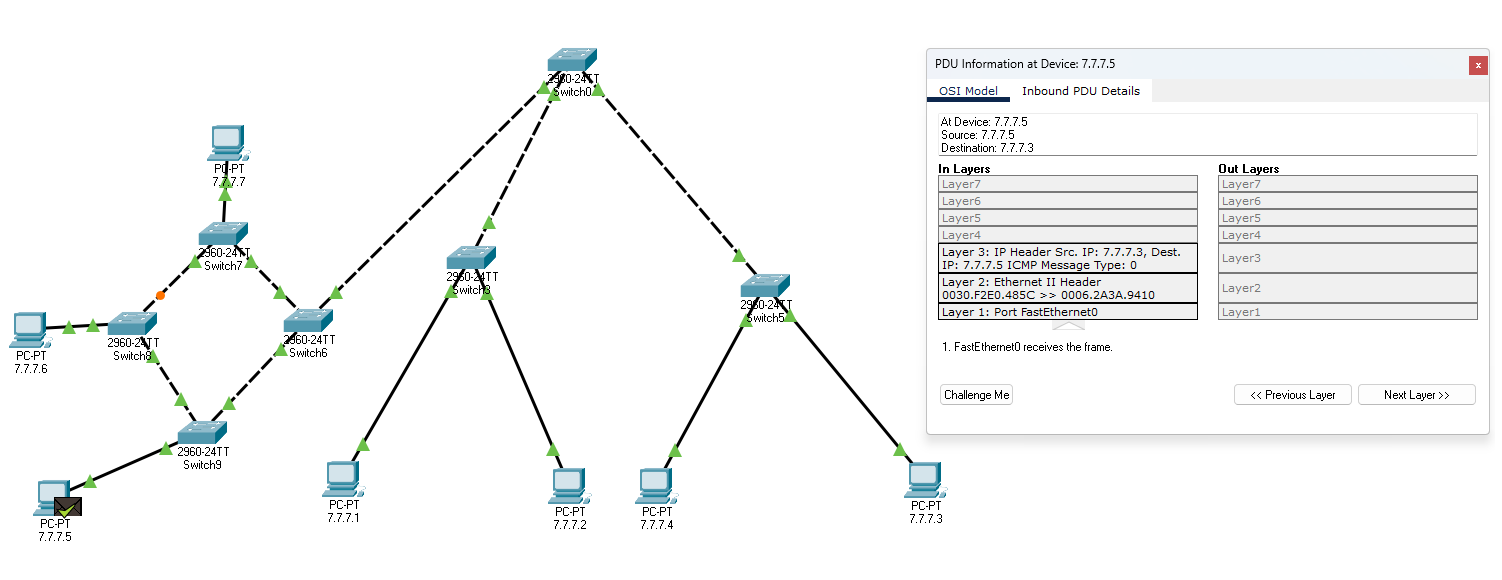 2960-24TT
Switch0
PC-PT
7.7.7.7
2960-24TT
Switch7
2960-24TT
Switch3
2960-24TT
Switch5
2960-24TT
Switch8
2960-24TT
Switch6
PC-PT
7.7.7.6
2960-24TT
Switch9
PC-PT
7.7.7.5
PC-PT
7.7.7.1
PC-PT
7.7.7.2
PC-PT
7.7.7.4
PC-PT
7.7.7.3
PDU Information at Device: 7.7.7.5
x
OSI Model
Inbound PDU Details
At Device: 7.7.7.5
Source: 7.7.7.5
Destination: 7.7.7.3
In Layers
Layer7
Layer6
Layer5
Layer4
Layer 3: IP Header Src. IP: 7.7.7.3, Dest.
IP: 7.7.7.5 ICMP Message Type: 0
Layer 2: Ethernet II Header
0030.F2E0.485C >> 0006.2A3A.9410
Layer 1: Port FastEthernet0
Out Layers
Layer7
Layer6
Layer5
Layer4
Layer3
Layer2
Layer1
1. FastEthernet0 receives the frame.
Challenge Me
<< Previous Layer
Next Layer >>